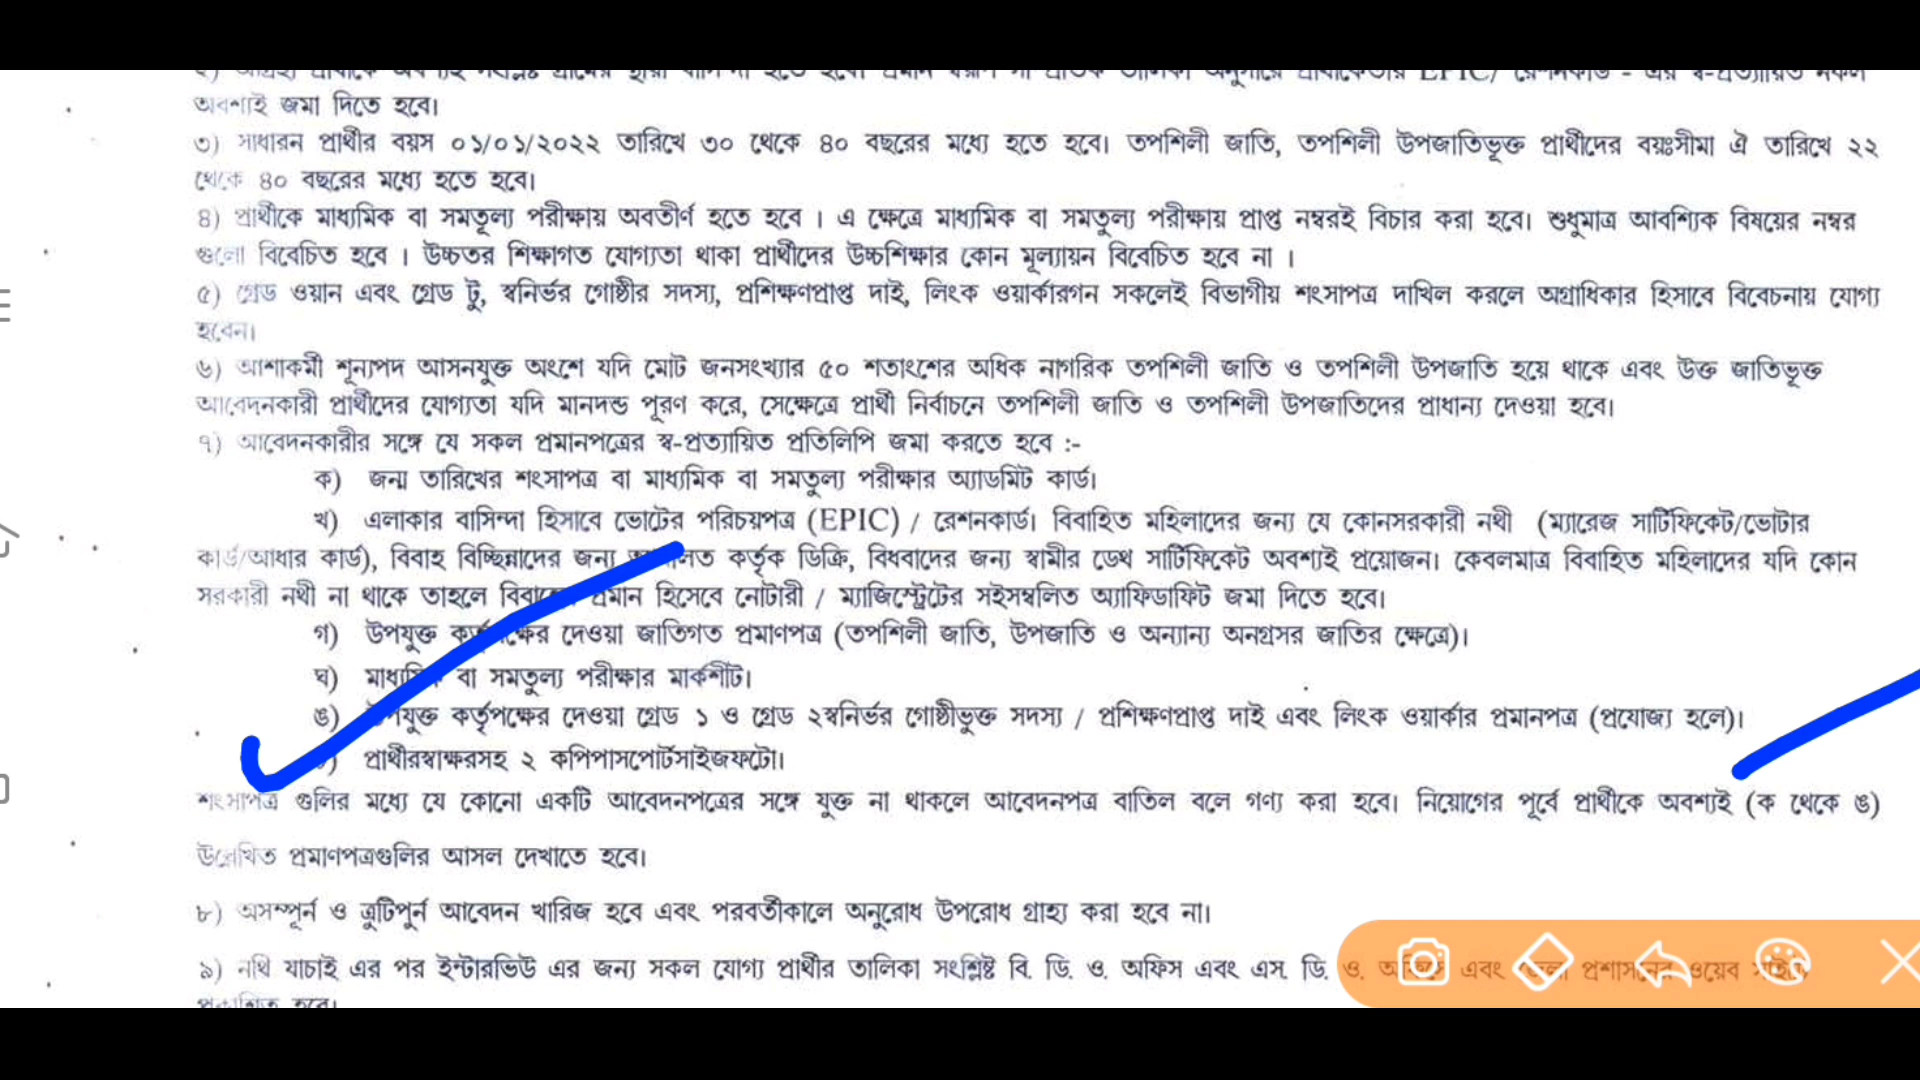 অবশ্যই জমা দিতে হবে।
৩) সাধারন প্রার্থীর বয়স ০১/০১/২০২২ তারিখে ৩০ থেকে ৪০ বছরের মধ্যে হতে হবে। তপশিলী জাতি, তপশিলী উপজাতিভূক্ত প্রার্থীদের বয়ঃসীমা ঐ তারিখে ২২
থেকে ৪০ বছরের মধ্যে হতে হবে।
৪) প্রার্থীকে মাধ্যমিক বা সমতূল্য পরীক্ষায় অবতীর্ণ হতে হবে । এ ক্ষেত্রে মাধ্যমিক বা সমতুল্য পরীক্ষায় প্রাপ্ত নম্বরই বিচার করা হবে। শুধুমাত্র আবশ্যিক বিষয়ের নম্বর
গুলো বিবেচিত হবে । উচ্চতর শিক্ষাগত যোগ্যতা থাকা প্রার্থীদের উচ্চশিক্ষার কোন মূল্যায়ন বিবেচিত হবে না ।
৫) গ্রেড ওয়ান এবং গ্রেড টু, স্বনির্ভর গোষ্ঠীর সদস্য, প্রশিক্ষণপ্রাপ্ত দাই, লিংক ওয়ার্কারগন সকলেই বিভাগীয় শংসাপত্র দাখিল করলে অগ্রাধিকার হিসাবে বিবেচনায় যোগ্য
হবেন।
৬) আশাকর্মী শূন্যপদ আসনযুক্ত অংশে যদি মোট জনসংখ্যার ৫০ শতাংশের অধিক নাগরিক তপশিলী জাতি ও তপশিলী উপজাতি হয়ে থাকে এবং উক্ত জাতিভূক্ত
আবেদনকারী প্রার্থীদের যোগ্যতা যদি মানদন্ড পূরণ করে, সেক্ষেত্রে প্রার্থী নির্বাচনে তপশিলী জাতি ও তপশিলী উপজাতিদের প্রাধান্য দেওয়া হবে।
৭) আবেদনকারীর সঙ্গে যে সকল প্রমানপত্রের স্ব-প্রত্যায়িত প্রতিলিপি জমা করতে হবে :-
ক) জন্ম তারিখের শংসাপত্র বা মাধ্যমিক বা সমতুল্য পরীক্ষার অ্যাডমিট কার্ড।
খ) এলাকার বাসিন্দা হিসাবে ভোটের পরিচয়পত্র (EPIC) / রেশনকার্ড। বিবাহিত মহিলাদের জন্য যে কোনসরকারী নথী (ম্যারেজ সার্টিফিকেট/ভোটার
কার্ড/আধার কার্ড), বিবাহ বিচ্ছিন্নাদের জন্য কর্তৃক ডিক্রি, বিধবাদের জন্য স্বামীর ডেথ সার্টিফিকেট অবশ্যই প্রয়োজন। কেবলমাত্র বিবাহিত মহিলাদের যদি কোন
সরকারী নথী না থাকে তাহলে বিবাহের প্রমান হিসেবে নোটারী / ম্যাজিস্ট্রেটের সইসম্বলিত অ্যাফিডাফিট জমা দিতে হবে।
গ) উপযুক্ত কর্তৃপক্ষের দেওয়া জাতিগত প্রমাণপত্র (তপশিলী জাতি, উপজাতি ও অন্যান্য অনগ্রসর জাতির ক্ষেত্রে)।
ঘ) মাধ্যমিক বা সমতুল্য পরীক্ষার মার্কশীট।
ঙ) উপযুক্ত কর্তৃপক্ষের দেওয়া গ্রেড ১ ও গ্রেড ২স্বনির্ভর গোষ্ঠীভুক্ত সদস্য / প্রশিক্ষণপ্রাপ্ত দাই এবং লিংক ওয়ার্কার প্রমানপত্র (প্রযোজ্য হলে)।
প্রার্থীরস্বাক্ষরসহ ২ কপিপাসপোর্টসাইজফটো।
শংসাপত্র গুলির মধ্যে যে কোনো একটি আবেদনপত্রের সঙ্গে যুক্ত না থাকলে আবেদনপত্র বাতিল বলে গণ্য করা হবে। নিয়োগের পূর্বে প্রার্থীকে অবশ্যই (ক থেকে ঙ)
উল্লেখিত প্রমাণপত্রগুলির আসল দেখাতে হবে।
৮) অসম্পূর্ন ও ত্রুটিপুর্ন আবেদন খারিজ হবে এবং পরবর্তীকালে অনুরোধ উপরোধ গ্রাহ্য করা হবে না।
৯) নথি যাচাই এর পর ইন্টারভিউ এর জন্য সকল যোগ্য প্রার্থীর তালিকা সংশ্লিষ্ট বি. ডি. ও. অফিস এবং এস. ডি. ও. অফিসে এবং জেলা প্রশাসনের ওয়েব সাইটে